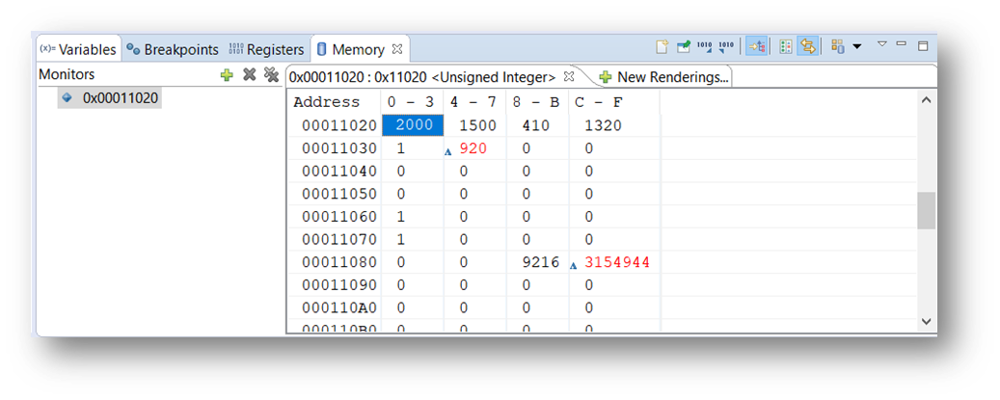 (x)= Variables Breakpoints 1010 0101 Registers Memory
Monitors 0x00011020 : 0x11020 <Unsigned Integer> New Renderings...
0x00011020
Address 0 - 3 4 - 7 8 - B C - F
00011020 2000 1500 410 1320
00011030 1 920 0 0
00011040 0 0 0 0
00011050 0 0 0 0
00011060 1 0 0 0
00011070 1 0 0 0
00011080 0 0 9216 3154944
00011090 0 0 0 0
000110A0 0 0 0 0
000110B0 0 0 0 0